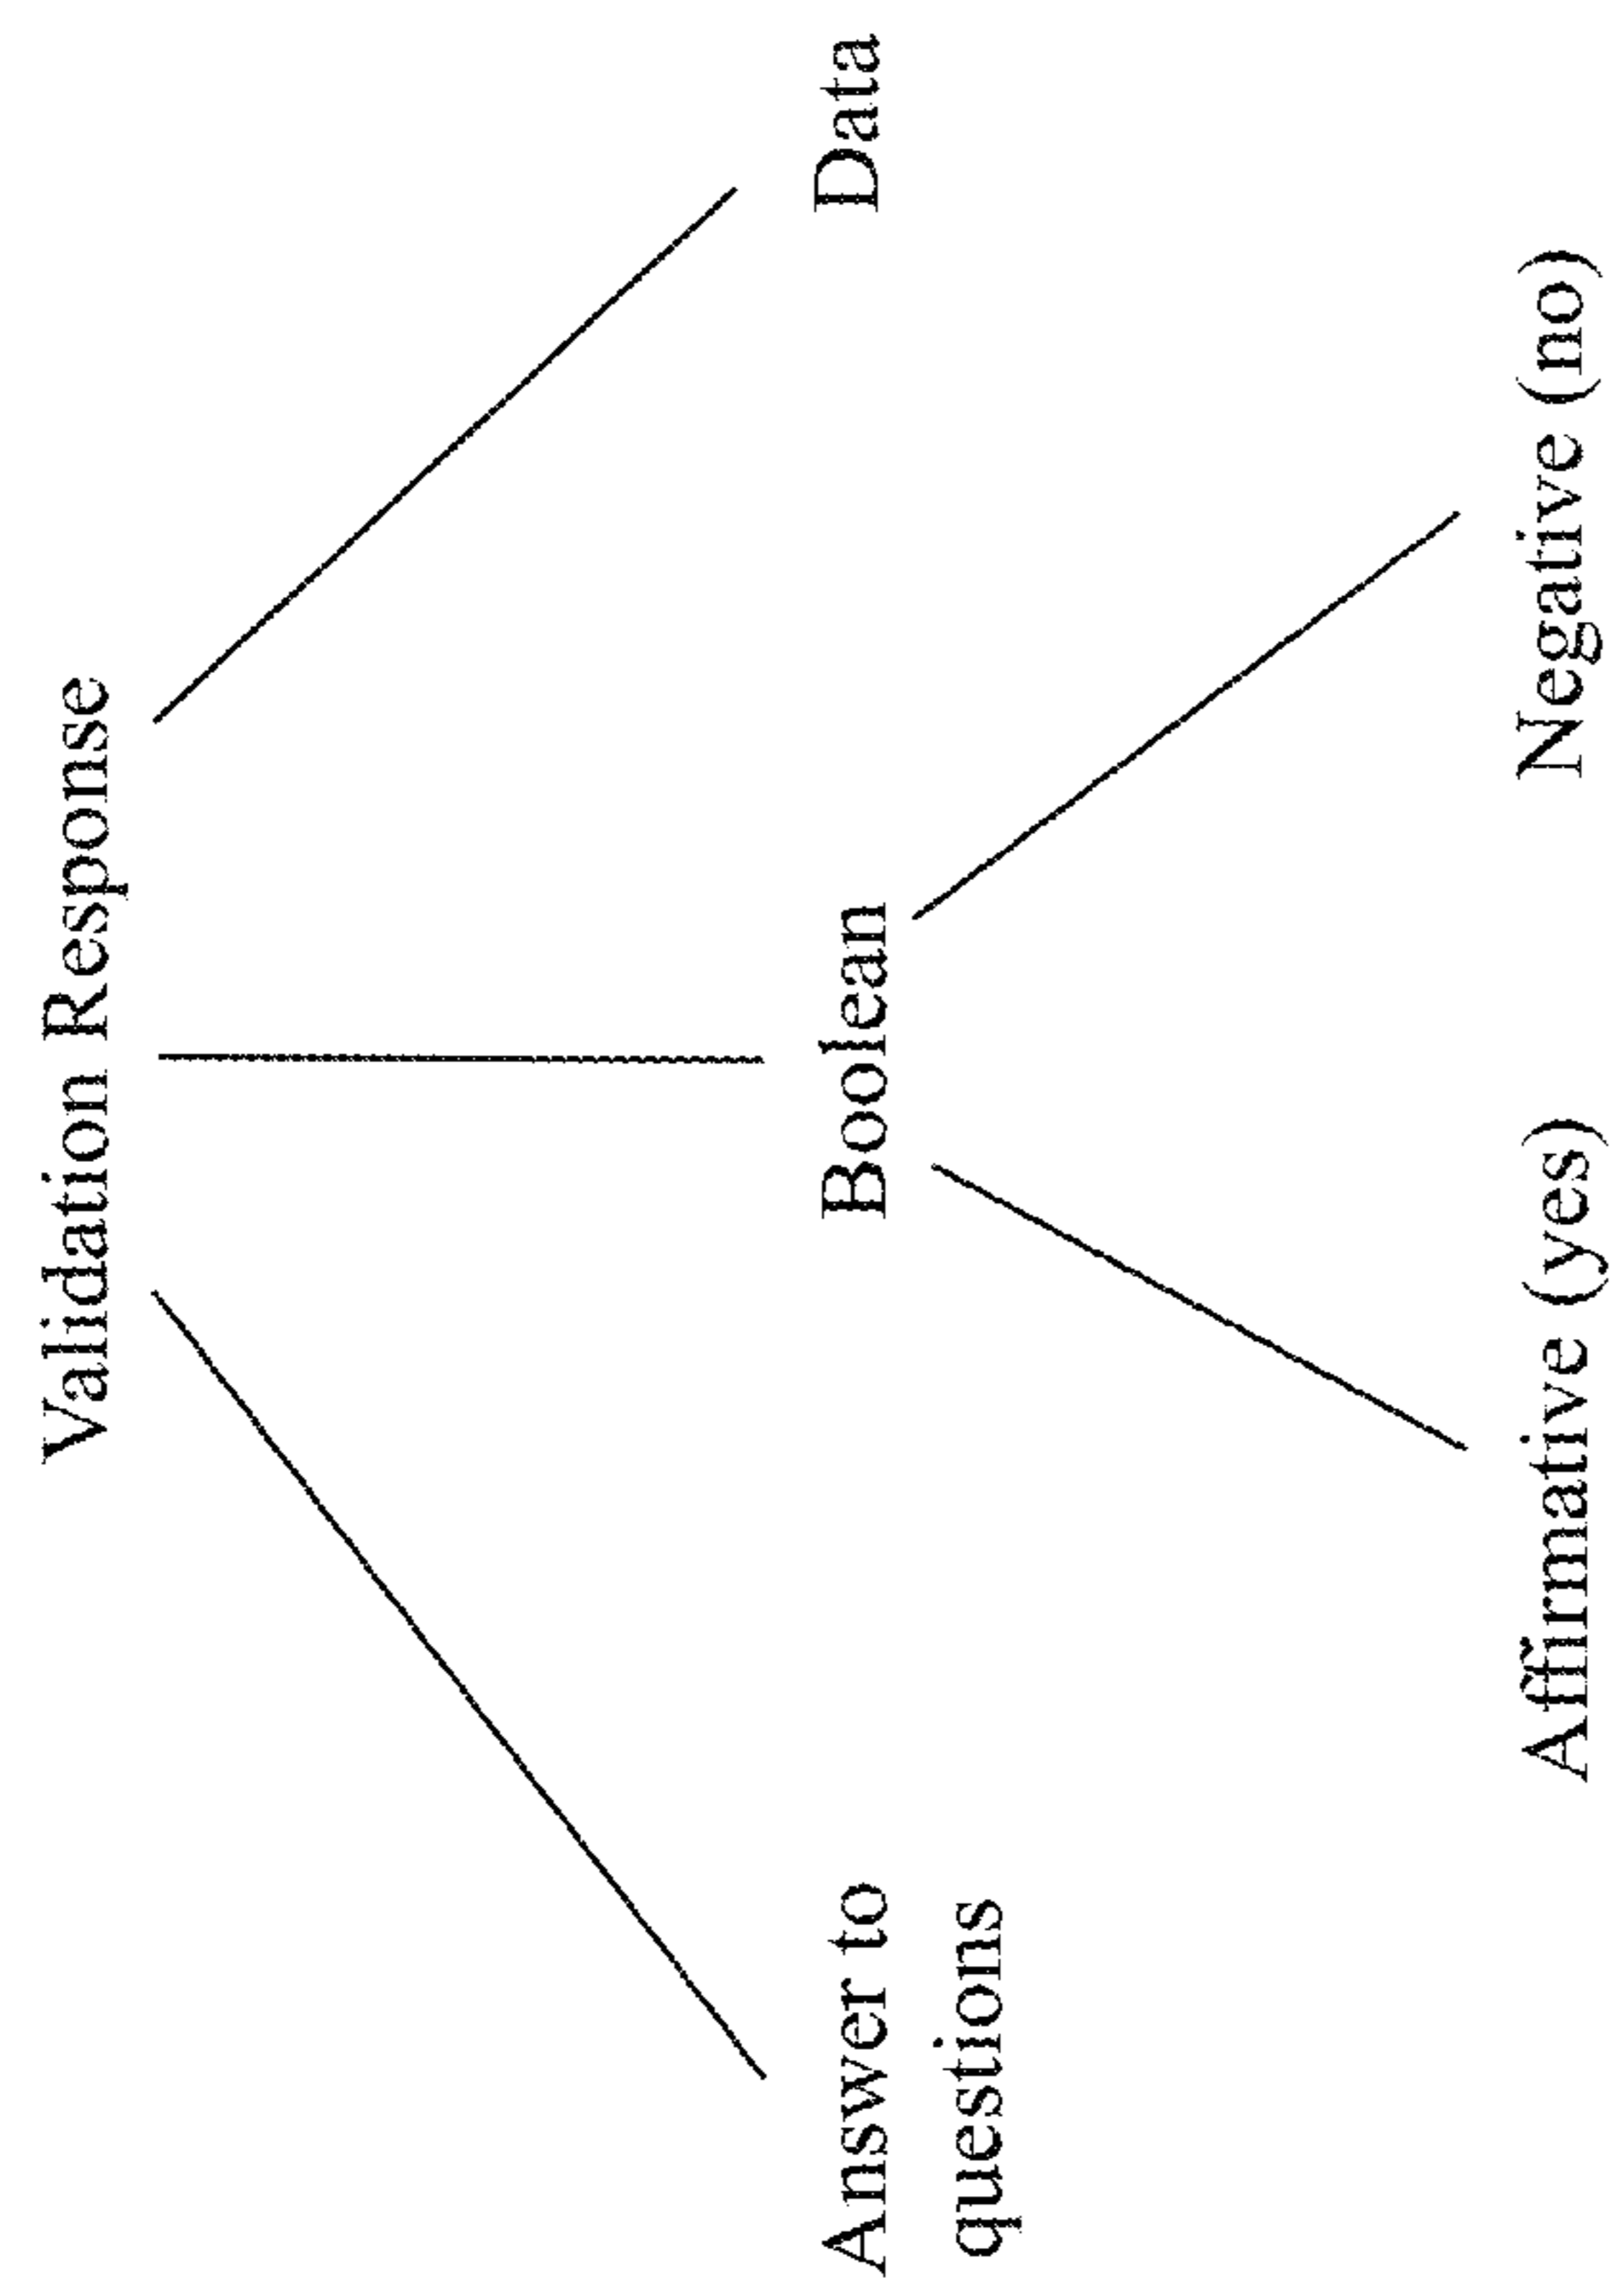 Validation Response
Answer to
questions
Boolean
Data
Affirmative (yes)
Negative (no)